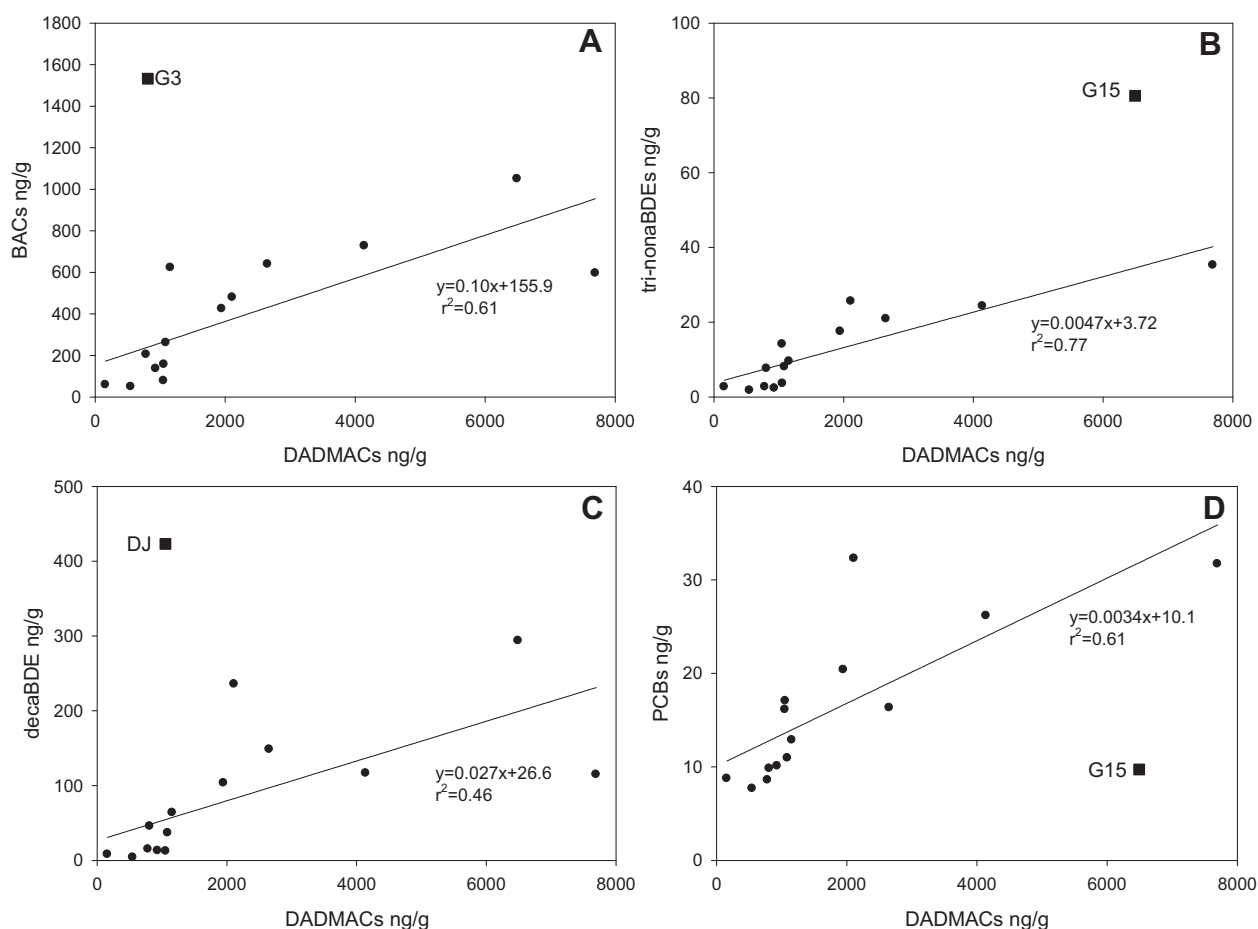 A
1800
1600
1400
1200
1000
800
600
400
200
0
BACs ng/g
G3
y=0.10x+155.9
r²=0.61
0 2000 4000 6000 8000
DADMACs ng/g
B
100
80
60
40
20
0
tri-nonaBDEs ng/g
G15
y=0.0047x+3.72
r²=0.77
0 2000 4000 6000 8000
DADMACs ng/g
C
500
400
300
200
100
0
decaBDE ng/g
DJ
y=0.027x+26.6
r²=0.46
0 2000 4000 6000 8000
DADMACs ng/g
D
40
30
20
10
0
PCBs ng/g
y=0.0034x+10.1
r²=0.61
G15
0 2000 4000 6000 8000
DADMACs ng/g